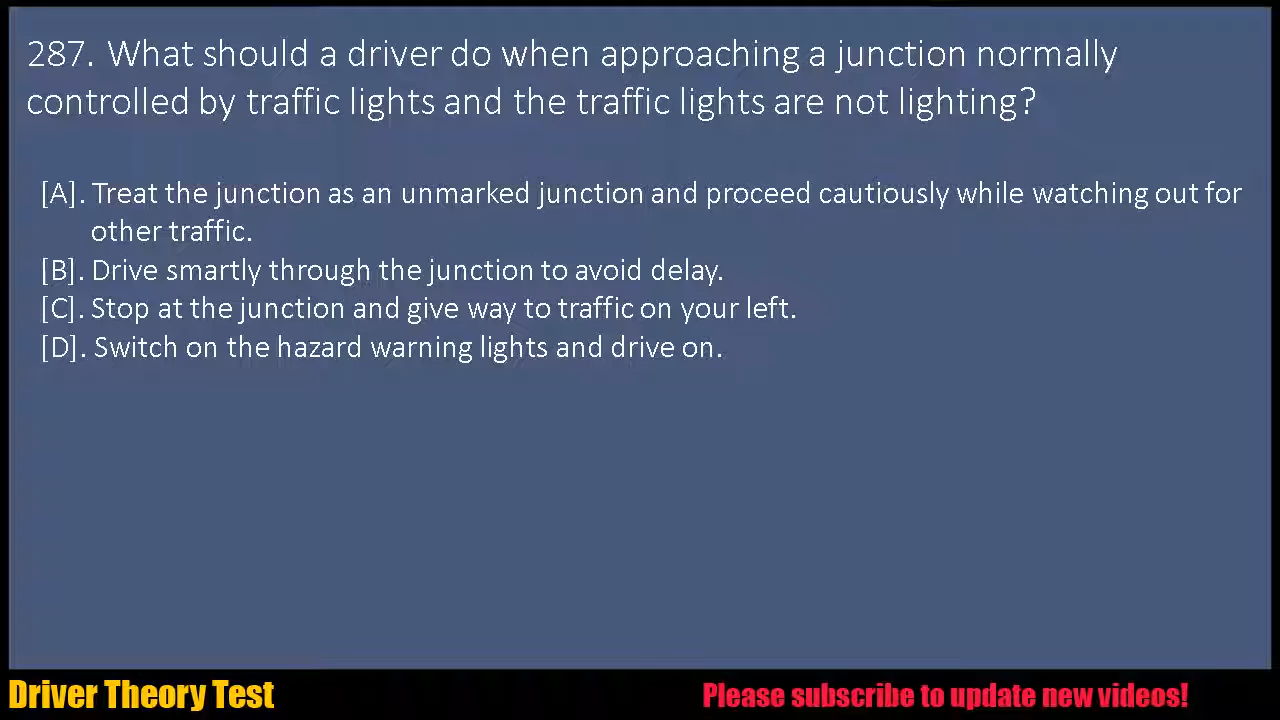 287. What should a driver do when approaching a junction normally
controlled by traffic lights and the traffic lights are not lighting?
[A]. Treat the junction as an unmarked junction and proceed cautiously while watching out for
other traffic.
[B]. Drive smartly through the junction to avoid delay.
[C]. Stop at the junction and give way to traffic on your left.
[D]. Switch on the hazard warning lights and drive on.
Driver Theory Test
Please subscribe to update new videos!